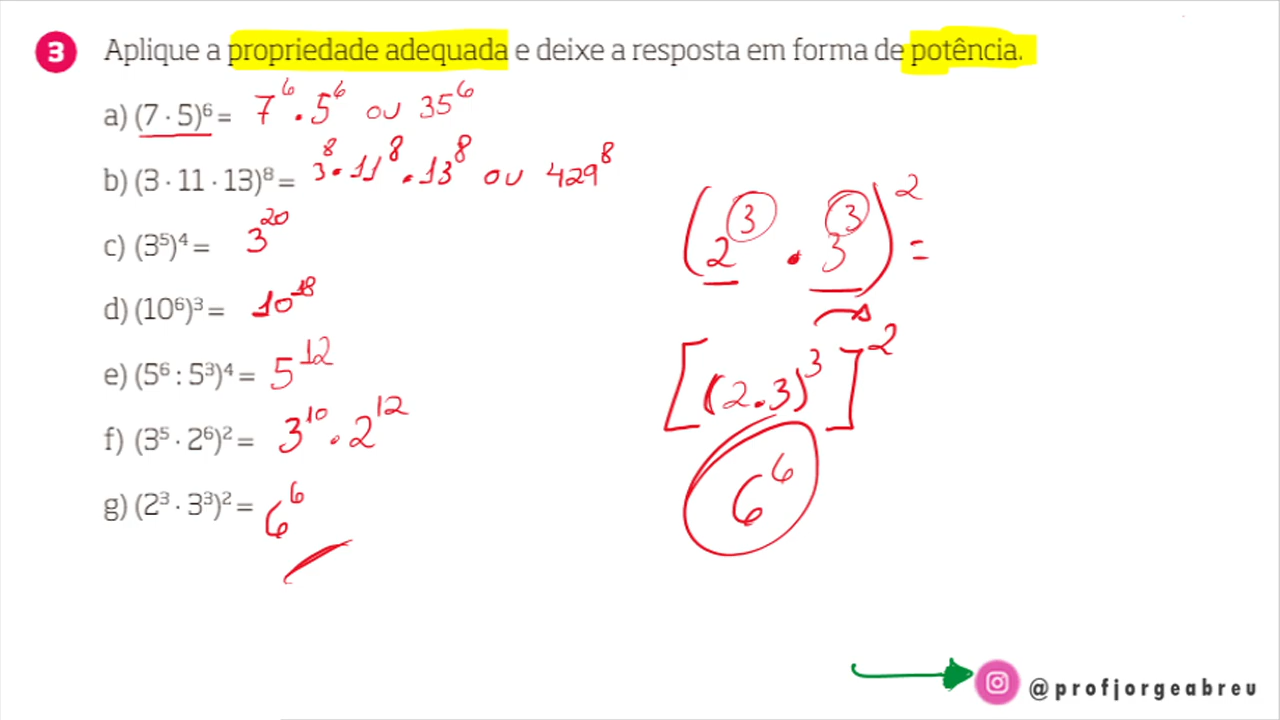 3 Aplique a propriedade adequada e deixe a resposta em forma de potência.
a) (7 · 5)⁶ = 7⁶ . 5⁶ ou 35⁶
b) (3 · 11 · 13)⁸ = 3⁸ . 11⁸ . 13⁸ ou 429⁸
c) (3⁵)⁴ = 3²⁰
d) (10⁶)³ = 10¹⁸
e) (5⁶ : 5³)⁴ = 5¹²
f) (3⁵ · 2⁶)² = 3¹⁰ . 2¹²
g) (2³ · 3³)² = 6⁶
(2³ . 3³)² =
[(2.3)³]²
6⁶
@profjorgeabreu